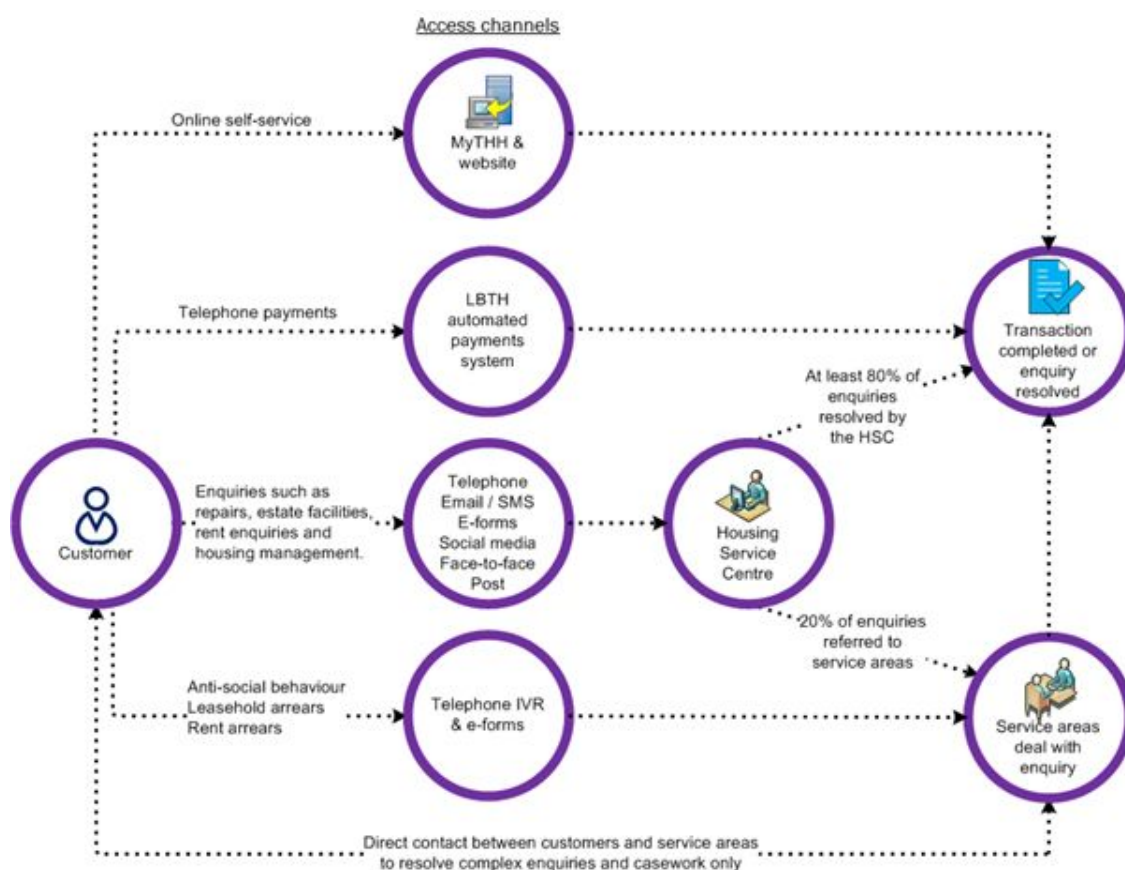 Access channels
Online self-service
MyTHH &
website
Telephone payments
LBTH
automated
payments
system
Transaction
completed or
enquiry
resolved
At least 80% of
enquiries
resolved by
the HSC
Customer
Enquiries such as
repairs, estate facilities,
rent enquiries and
housing management.
Telephone
Email / SMS
E-forms
Social media
Face-to-face
Post
Housing
Service
Centre
20% of enquiries
referred to
service areas
Anti-social behaviour
Leasehold arrears
Rent arrears
Telephone IVR
& e-forms
Service areas
deal with
enquiry
Direct contact between customers and service areas
to resolve complex enquiries and casework only